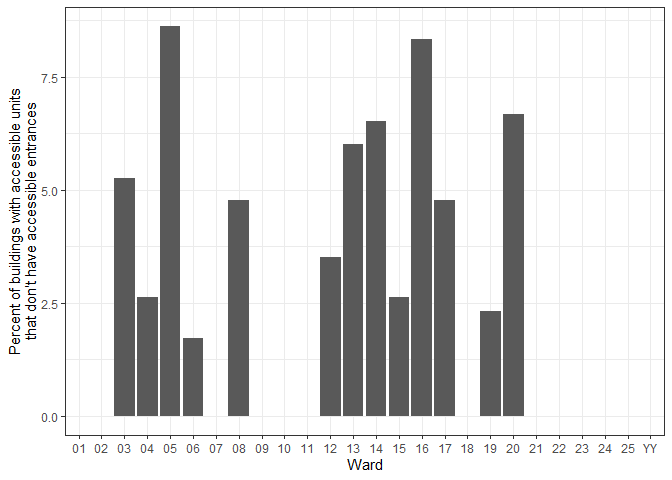 Percent of buildings with accessible units
that don't have accessible entrances
7.5
5.0
2.5
0.0
01 02 03 04 05 06 07 08 09 10 11 12 13 14 15 16 17 18 19 20 21 22 23 24 25 YY
Ward